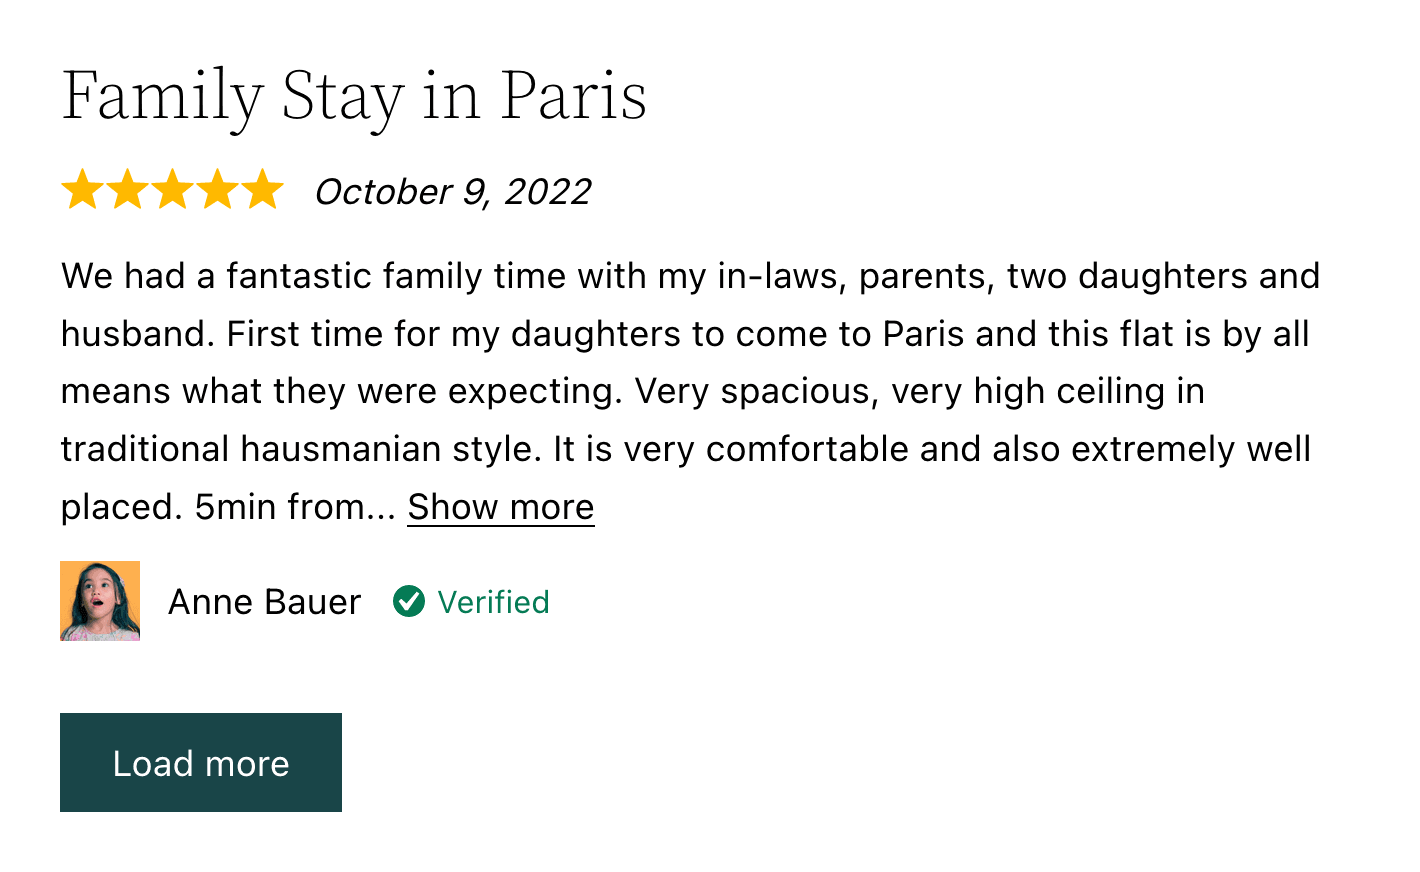 Family Stay in Paris
October 9, 2022
We had a fantastic family time with my in-laws, parents, two daughters and
husband. First time for my daughters to come to Paris and this flat is by all
means what they were expecting. Very spacious, very high ceiling in
traditional hausmanian style. It is very comfortable and also extremely well
placed. 5min from... Show more
Anne Bauer Verified
Load more